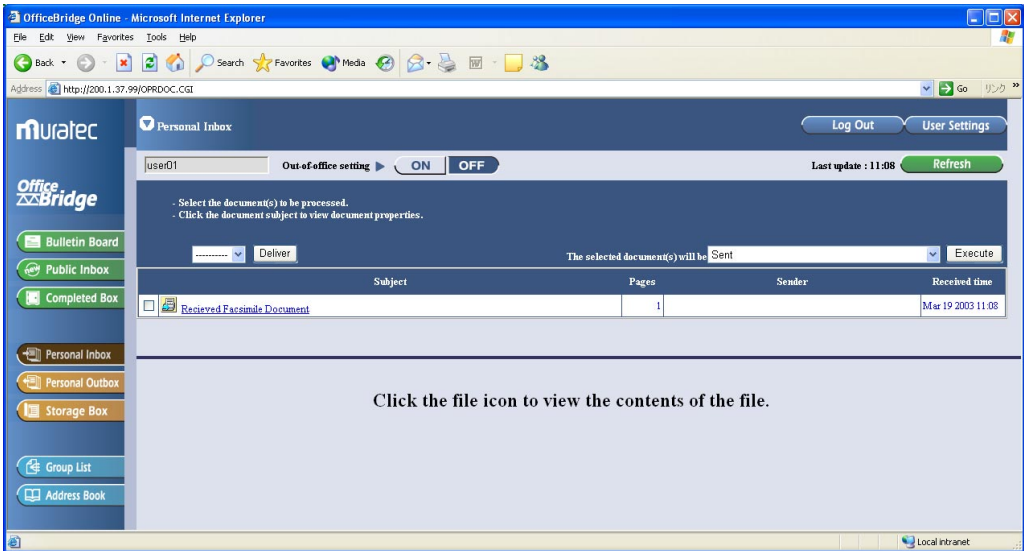 OfficeBridge Online - Microsoft Internet Explorer
File Edit View Favorites Tools Help
Back Search Favorites Media
Address http://200.1.37.99/OPRDOC.CGI Go リンク »
muratec
Personal Inbox
Log Out User Settings
user01 Out-of-office setting ON OFF Last update : 11:08 Refresh
Office
Bridge
- Select the document(s) to be processed.
- Click the document subject to view document properties.
Bulletin Board
---------- Deliver The selected document(s) will be Sent Execute
new Public Inbox
Subject Pages Sender Received time
Completed Box
Recieved Facsimile Document 1 Mar 19 2003 11:08
Personal Inbox
Personal Outbox
Click the file icon to view the contents of the file.
Storage Box
Group List
Address Book
Local intranet